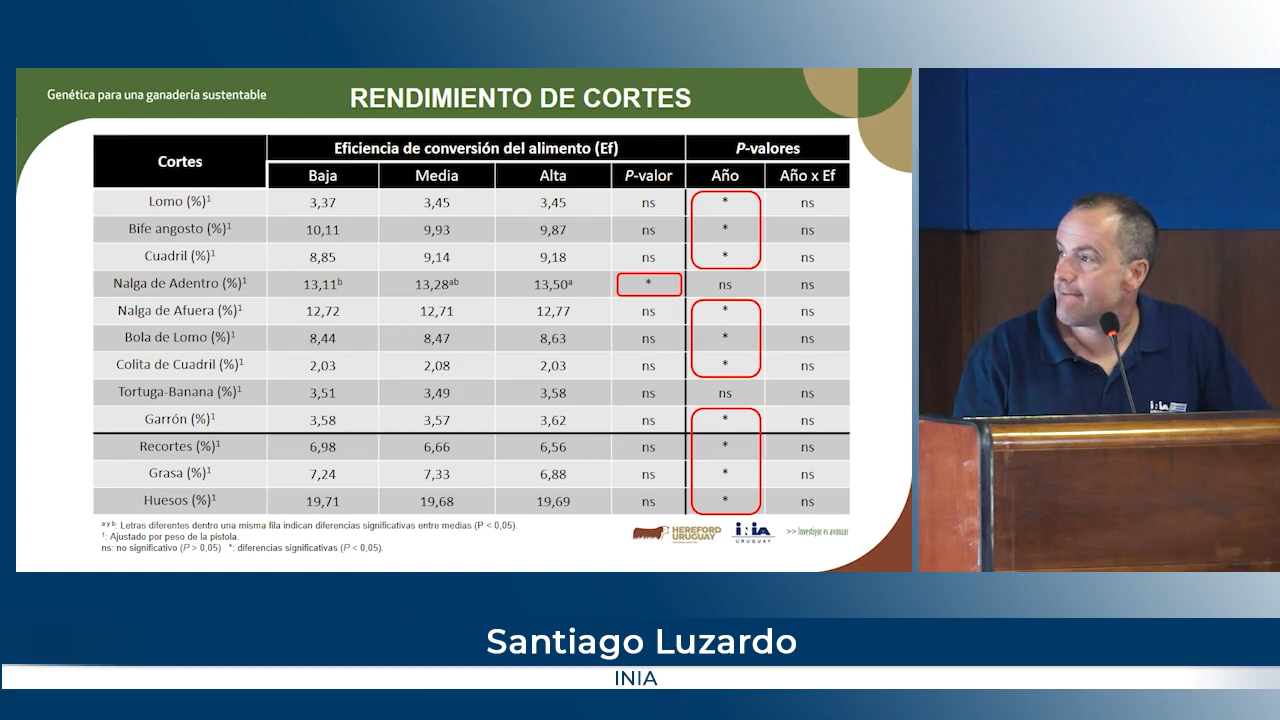 Genética para una ganadería sustentable
RENDIMIENTO DE CORTES
Cortes Eficiencia de conversión del alimento (Ef) P-valores
Baja Media Alta P-valor Año Año x Ef
Lomo (%)¹ 3,37 3,45 3,45 ns * ns
Bife angosto (%)¹ 10,11 9,93 9,87 ns * ns
Cuadril (%)¹ 8,85 9,14 9,18 ns * ns
Nalga de Adentro (%)¹ 13,11ᵇ 13,28ᵃᵇ 13,50ᵃ * ns ns
Nalga de Afuera (%)¹ 12,72 12,71 12,77 ns * ns
Bola de Lomo (%)¹ 8,44 8,47 8,63 ns * ns
Colita de Cuadril (%)¹ 2,03 2,08 2,03 ns * ns
Tortuga-Banana (%)¹ 3,51 3,49 3,58 ns ns ns
Garrón (%)¹ 3,58 3,57 3,62 ns * ns
Recortes (%)¹ 6,98 6,66 6,56 ns * ns
Grasa (%)¹ 7,24 7,33 6,88 ns * ns
Huesos (%)¹ 19,71 19,68 19,69 ns * ns
ᵃ ʸ ᵇ: Letras diferentes dentro una misma fila indican diferencias significativas entre medias (P < 0,05).
¹: Ajustado por peso de la pistola.
ns: no significativo (P > 0,05) *: diferencias significativas (P < 0,05).
HEREFORD
URUGUAY
inia
URUGUAY
>> Investigar es avanzar
inia
Santiago Luzardo
INIA